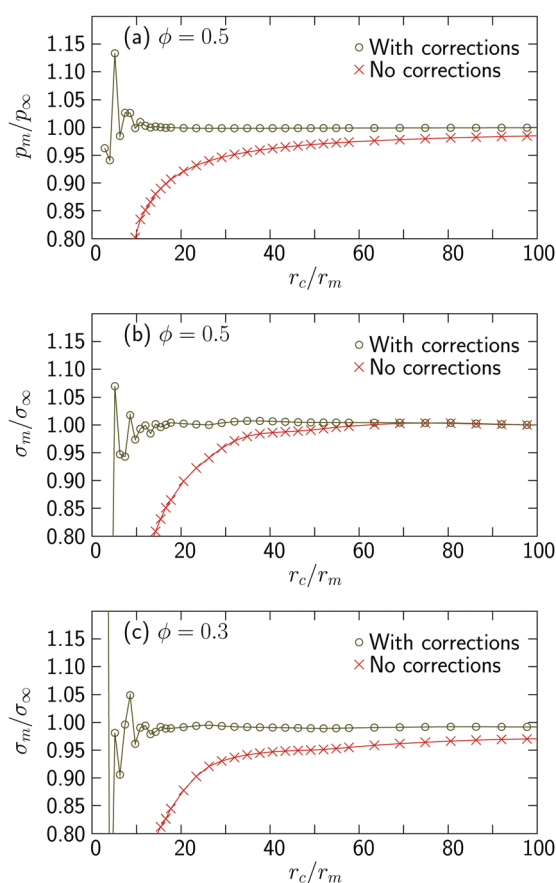 (a) ϕ = 0.5
With corrections
No corrections
1.15
1.10
1.05
1.00
0.95
0.90
0.85
0.80
p_m/p_∞
0 20 40 60 80 100
r_c/r_m
(b) ϕ = 0.5
With corrections
No corrections
1.15
1.10
1.05
1.00
0.95
0.90
0.85
0.80
σ_m/σ_∞
0 20 40 60 80 100
r_c/r_m
(c) ϕ = 0.3
With corrections
No corrections
1.15
1.10
1.05
1.00
0.95
0.90
0.85
0.80
σ_m/σ_∞
0 20 40 60 80 100
r_c/r_m